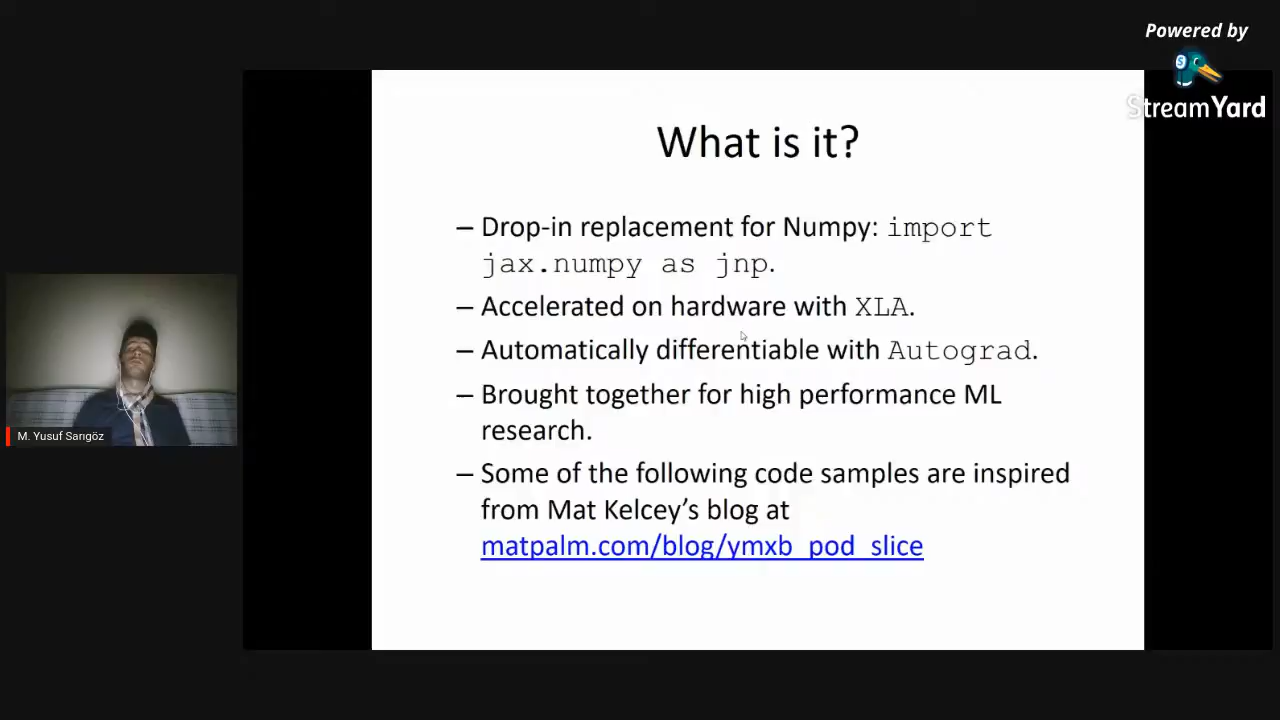 Powered by
StreamYard
What is it?
– Drop-in replacement for Numpy: import
jax.numpy as jnp.
– Accelerated on hardware with XLA.
– Automatically differentiable with Autograd.
– Brought together for high performance ML
research.
– Some of the following code samples are inspired
from Mat Kelcey’s blog at
matpalm.com/blog/ymxb_pod_slice
M. Yusuf Sarıgöz